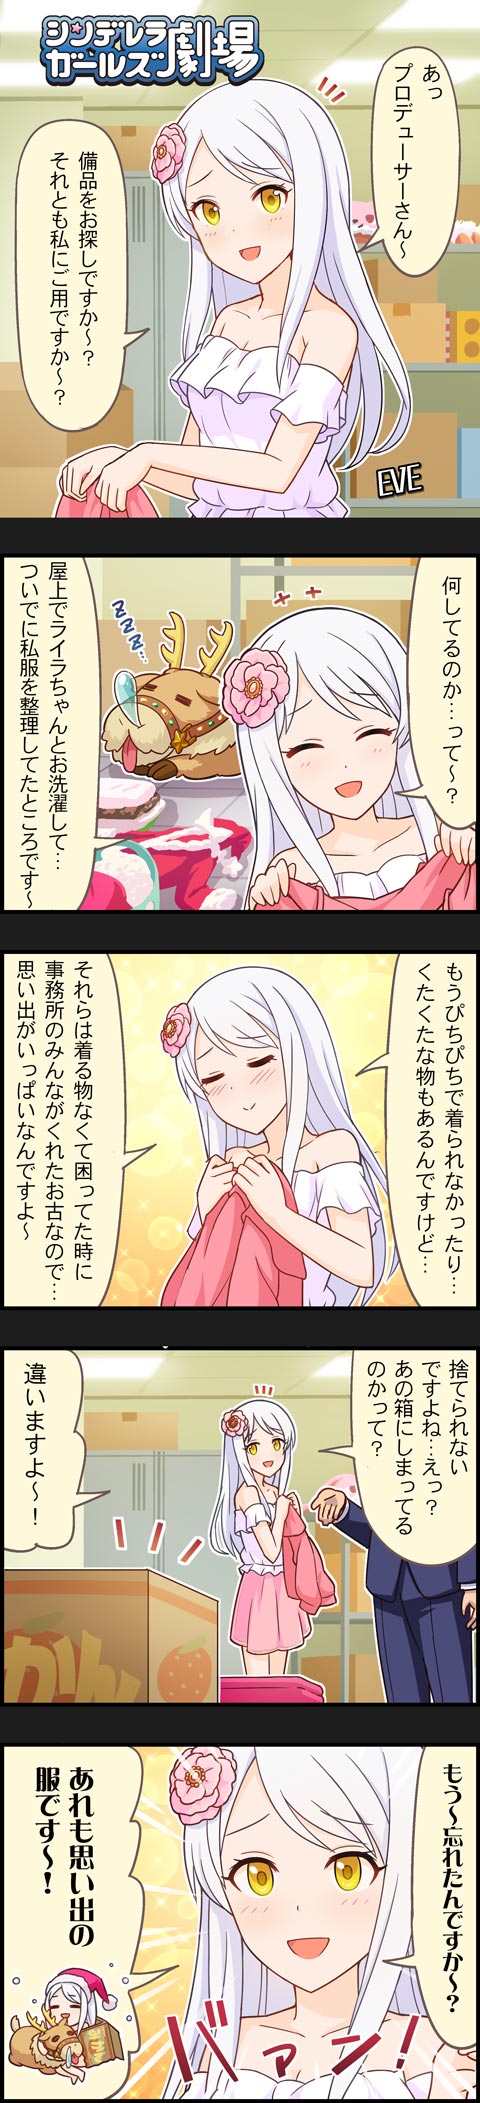 シンデレラ
ガールズ劇場
あっ
プロデューサーさん～
備品をお探しですか～？
それとも私にご用ですか～？
EVE
何してるのか…って～？
zzz…
屋上でライラちゃんとお洗濯して…
ついでに私服を整理してたところです～
もうぴちぴちで着られなかったり…
くたくたな物もあるんですけど…
それらは着る物なくて困ってた時に
事務所のみんながくれたお古なので…
思い出がいっぱいなんですよ～
捨てられない
ですよね…えっ？
あの箱にしまってる
のかって？
違いますよ～！
かん
もう～忘れたんですか～？
あれも思い出の
服です～！
バァン！